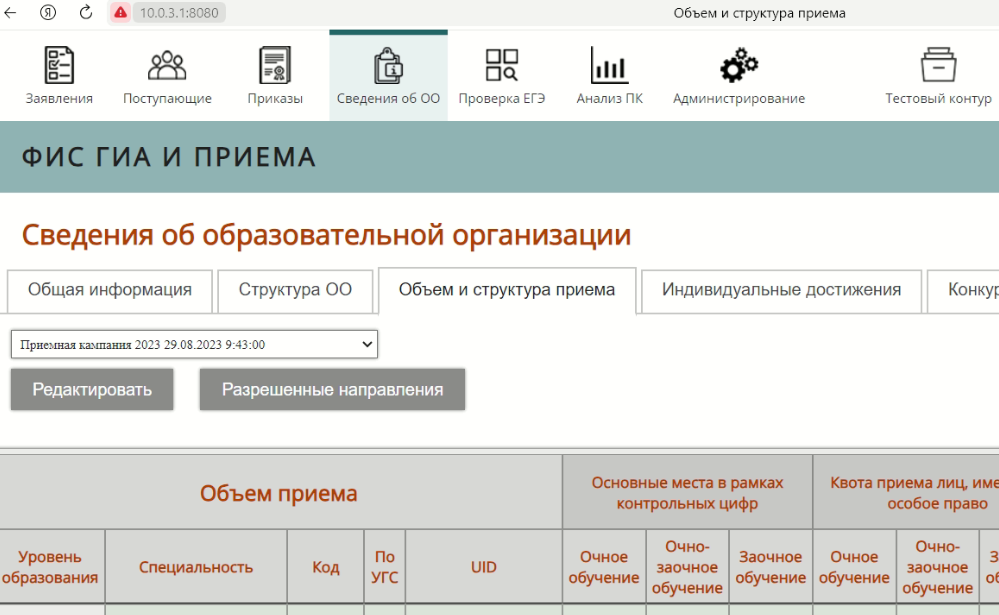 10.0.3.1:8080 Объем и структура приема
Заявления Поступающие Приказы Сведения об ОО Проверка ЕГЭ Анализ ПК Администрирование Тестовый контур
ФИС ГИА И ПРИЕМА
Сведения об образовательной организации
Общая информация Структура ОО Объем и структура приема Индивидуальные достижения
Приемная кампания 2023 29.08.2023 9:43:00
Редактировать Разрешенные направления
Объем приема
Основные места в рамках
контрольных цифр
Квота приема лиц,
особое право
Уровень
образования
Специальность
Код
По
УГС
UID
Очное
обучение
Очно-
заочное
обучение
Заочное
обучение
Очное
обучение
Очно-
заочное
обучение